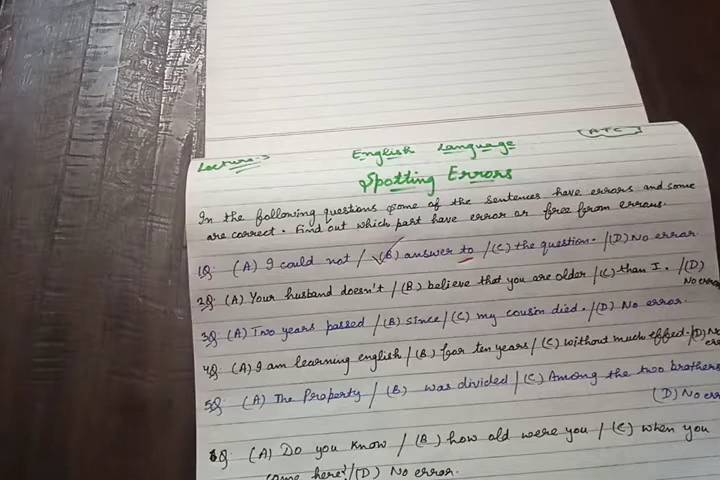 Lecture:->
English Language
(ATC)
Spotting Errors
In the following questions some of the sentences have errors and some
are correct. Find out which part have error or free from errors.
1Q. (A) I could not / (B) answer to / (C) the question. / (D) No error.
2Q. (A) Your husband doesn't / (B) believe that you are older / (C) than I. / (D)
No error
3Q. (A) Two years passed / (B) since / (C) my cousin died. / (D) No error.
4Q. (A) I am learning english / (B) for ten years / (C) without much effect. / (D) No
5Q. (A) The Property / (B) was divided / (C) Among the two brothers
(D) No err
6Q. (A) Do you know / (B) how old were you / (C) when you
came here? / (D) No error.